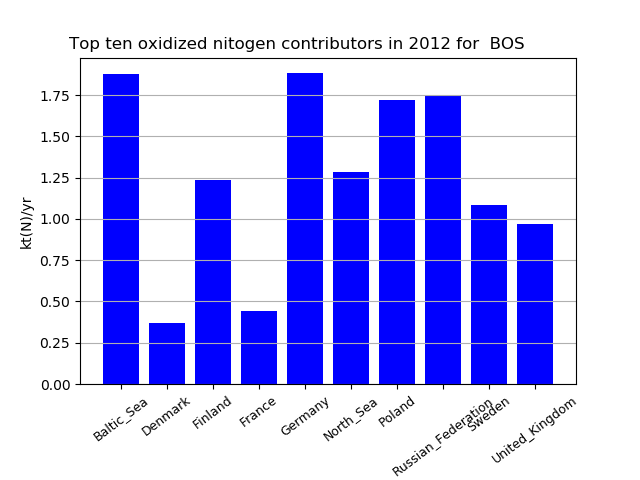 Top ten oxidized nitogen contributors in 2012 for  BOS
kt(N)/yr
1.75
1.50
1.25
1.00
0.75
0.50
0.25
0.00
Baltic_Sea
Denmark
Finland
France
Germany
North_Sea
Poland
Russian_Federation
Sweden
United_Kingdom